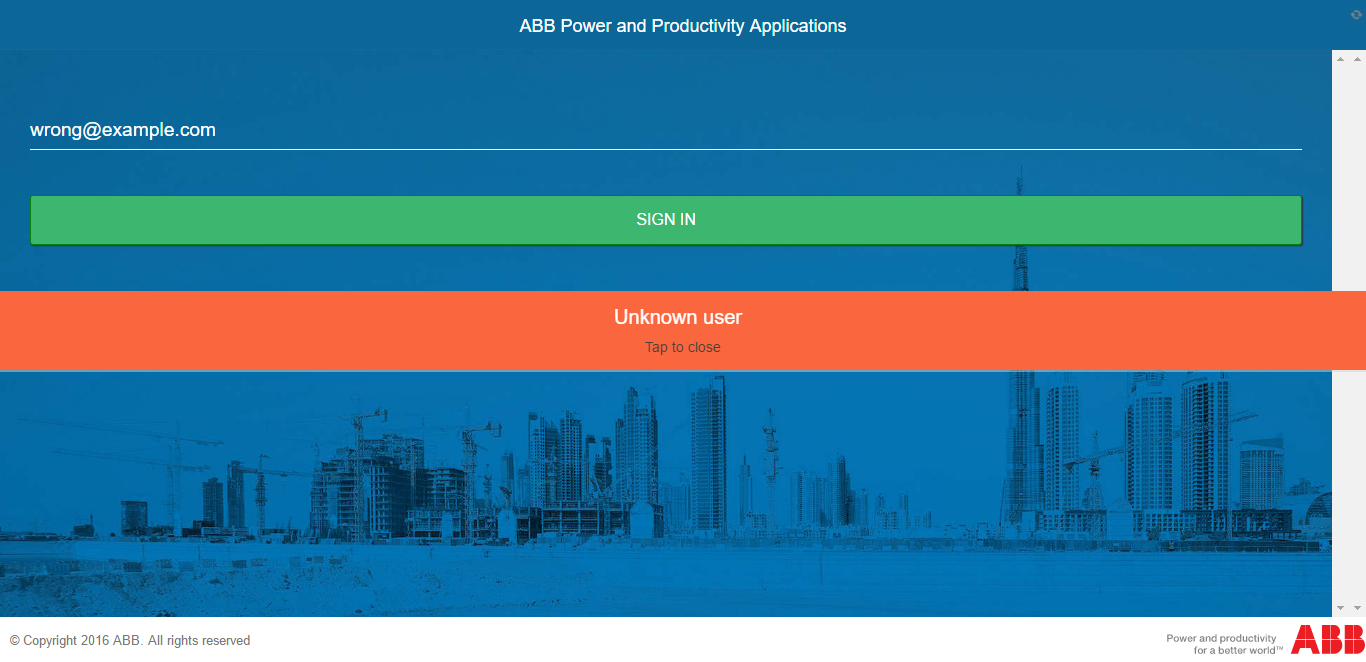 ABB Power and Productivity Applications
wrong@example.com
SIGN IN
Unknown user
Tap to close
© Copyright 2016 ABB. All rights reserved
Power and productivity
for a better world™
ABB